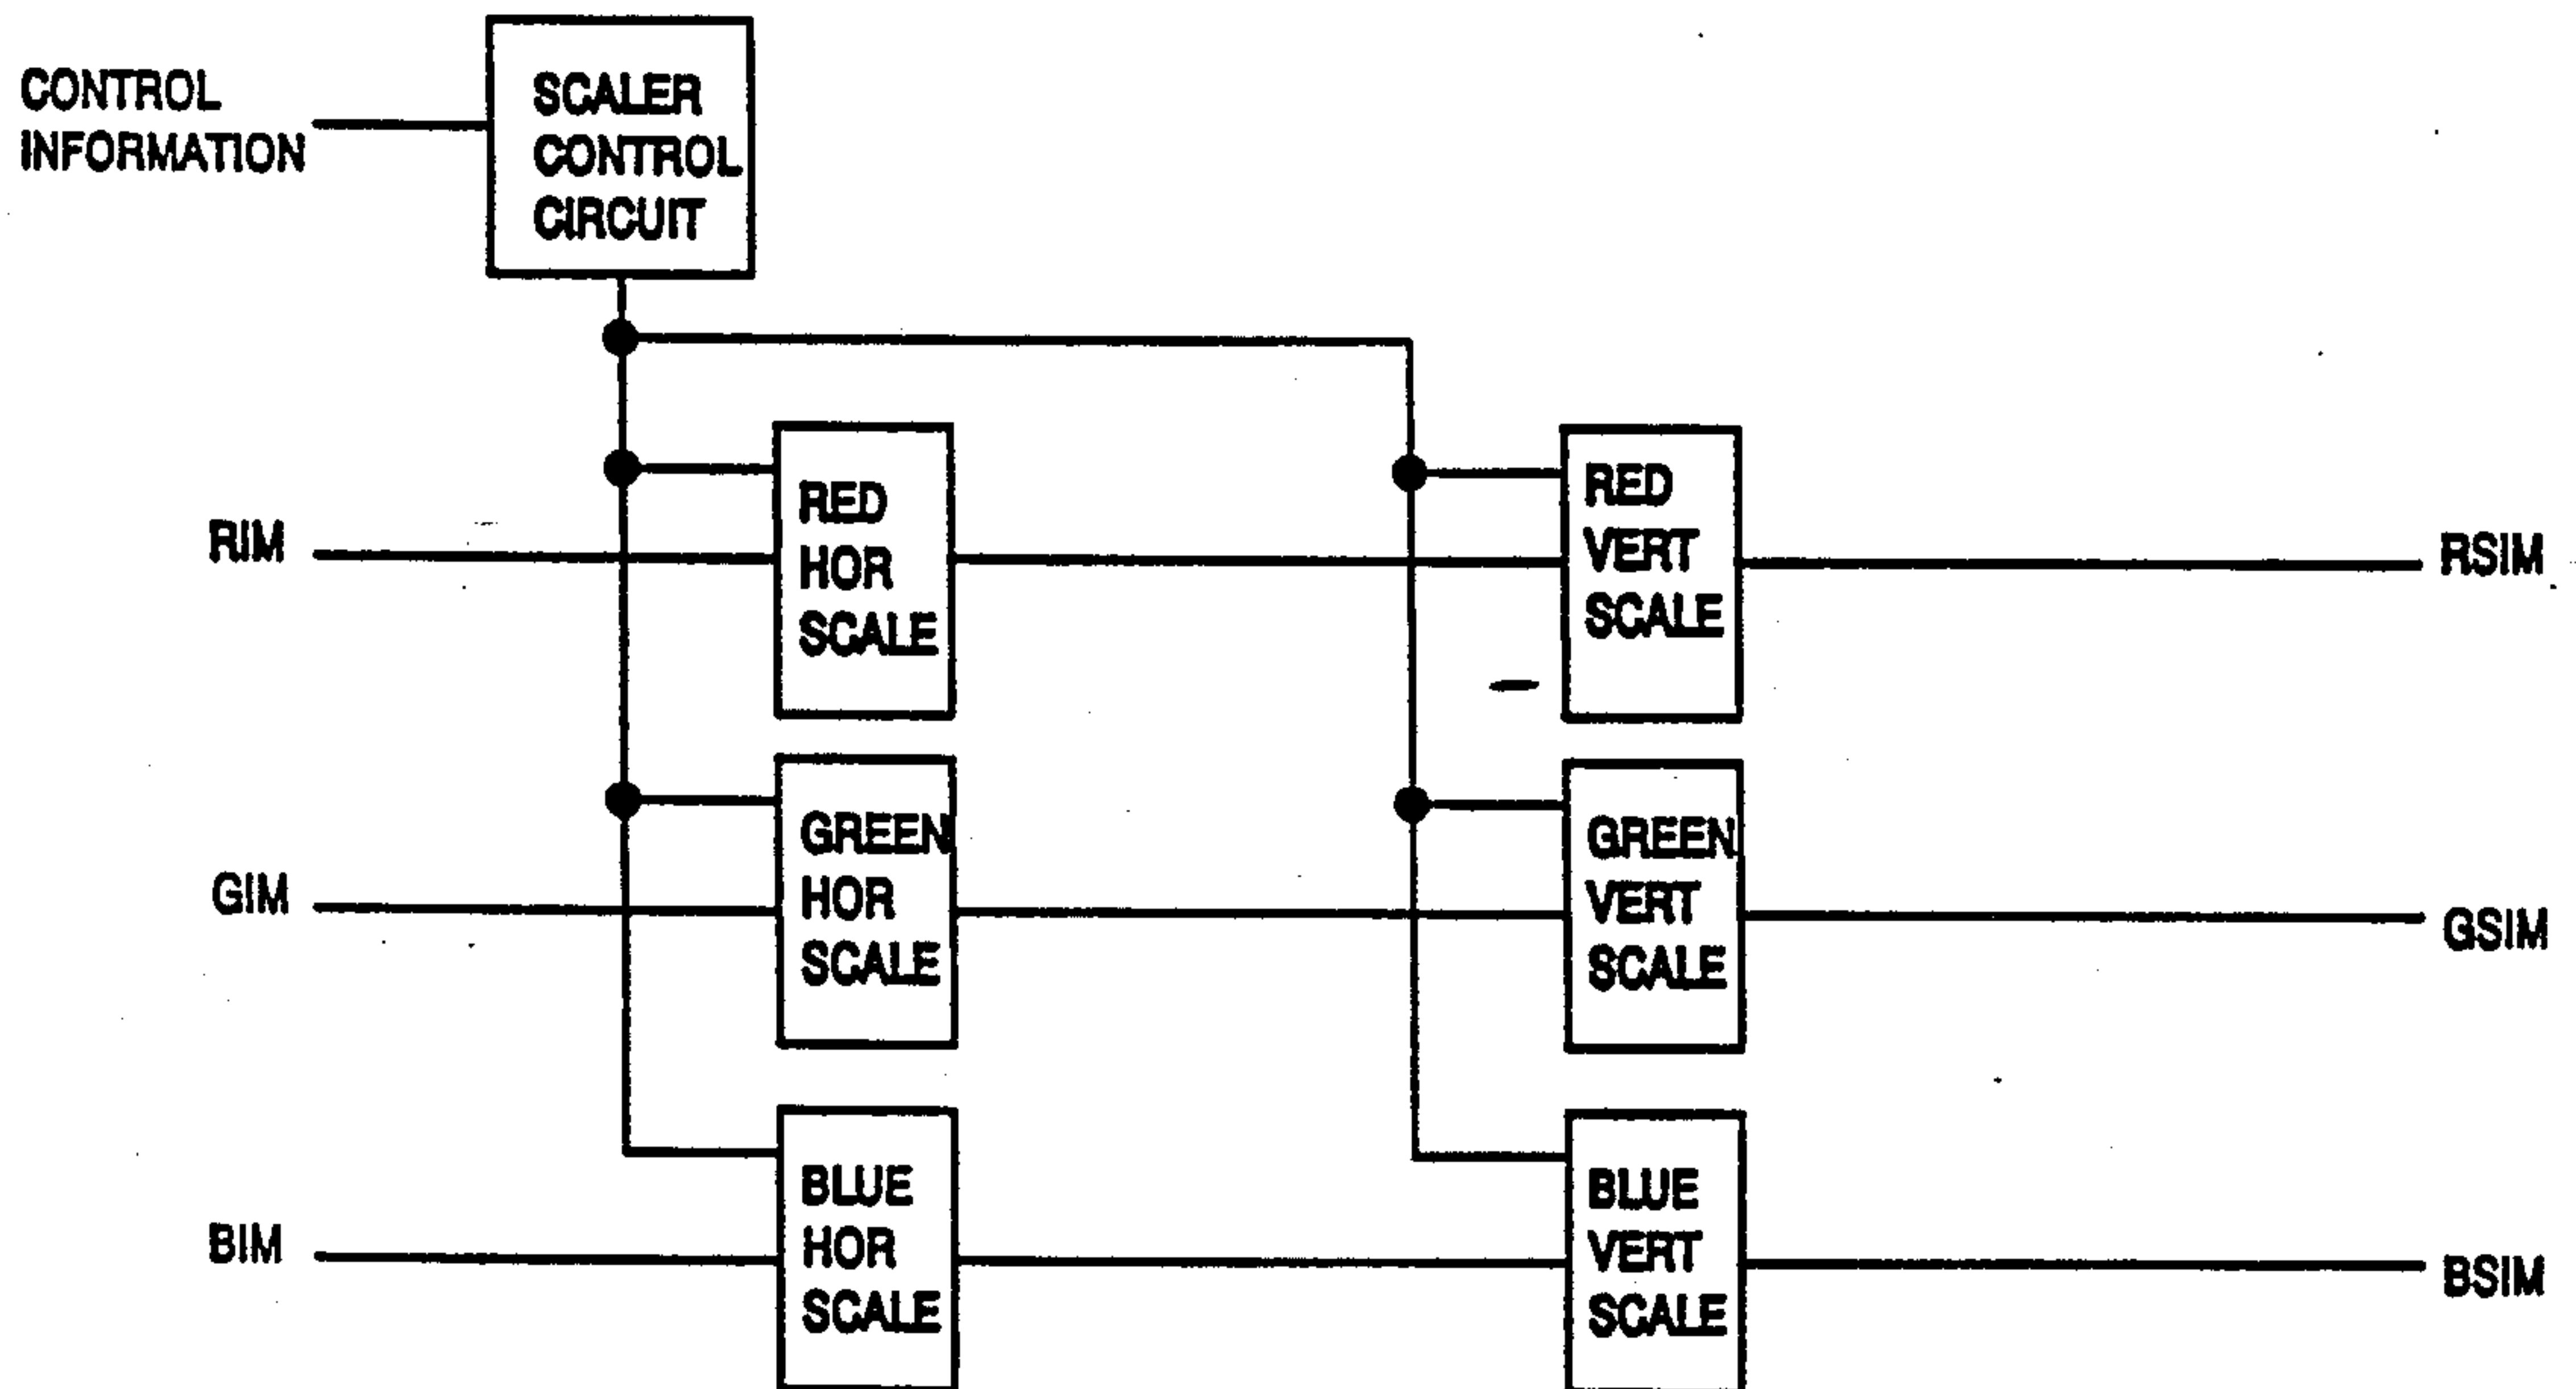 CONTROL
INFORMATION
SCALER
CONTROL
CIRCUIT
RIM
RED
HOR
SCALE
RED
VERT
SCALE
RSIM
GIM
GREEN
HOR
SCALE
GREEN
VERT
SCALE
GSIM
BIM
BLUE
HOR
SCALE
BLUE
VERT
SCALE
BSIM